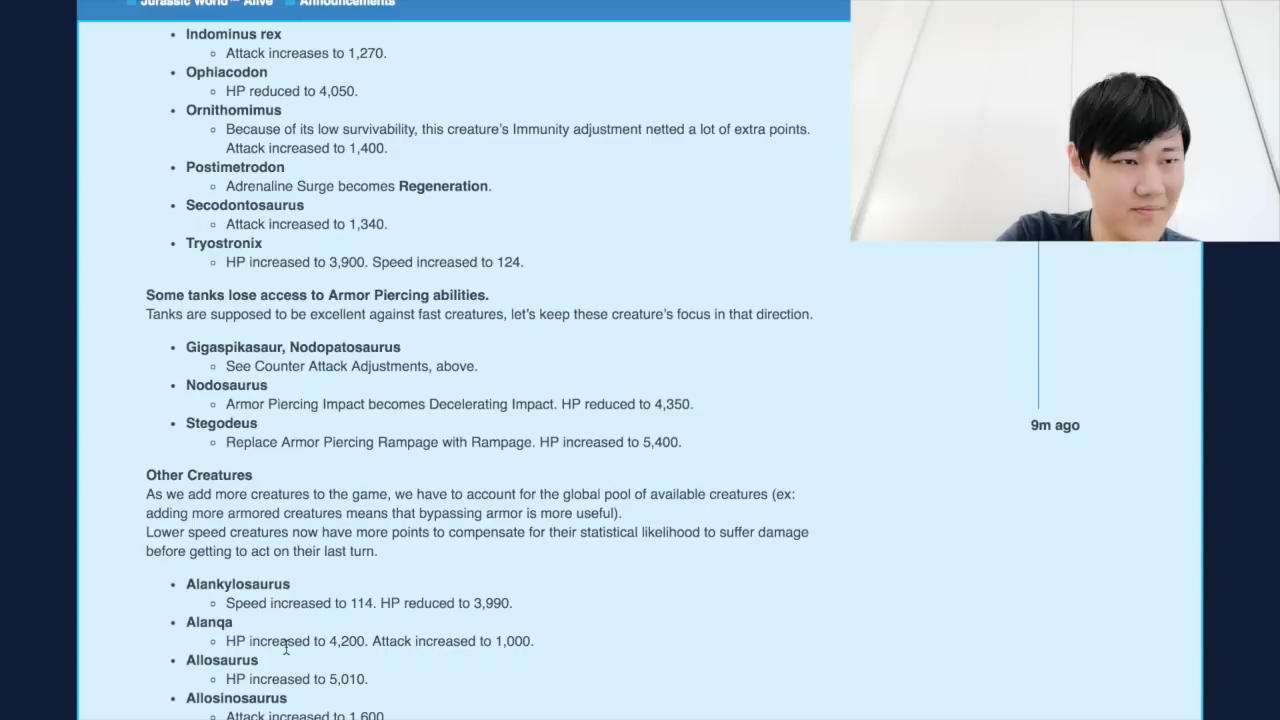 Jurassic World™ Alive Announcements
Indominus rex
Attack increases to 1,270.
Ophiacodon
HP reduced to 4,050.
Ornithomimus
Because of its low survivability, this creature's Immunity adjustment netted a lot of extra points.
Attack increased to 1,400.
Postimetrodon
Adrenaline Surge becomes Regeneration.
Secodontosaurus
Attack increased to 1,340.
Tryostronix
HP increased to 3,900. Speed increased to 124.
Some tanks lose access to Armor Piercing abilities.
Tanks are supposed to be excellent against fast creatures, let's keep these creature's focus in that direction.
Gigaspikasaur, Nodopatosaurus
See Counter Attack Adjustments, above.
Nodosaurus
Armor Piercing Impact becomes Decelerating Impact. HP reduced to 4,350.
Stegodeus
Replace Armor Piercing Rampage with Rampage. HP increased to 5,400.
9m ago
Other Creatures
As we add more creatures to the game, we have to account for the global pool of available creatures (ex:
adding more armored creatures means that bypassing armor is more useful).
Lower speed creatures now have more points to compensate for their statistical likelihood to suffer damage
before getting to act on their last turn.
Alankylosaurus
Speed increased to 114. HP reduced to 3,990.
Alanqa
HP increased to 4,200. Attack increased to 1,000.
Allosaurus
HP increased to 5,010.
Allosinosaurus
Attack increased to 1,600